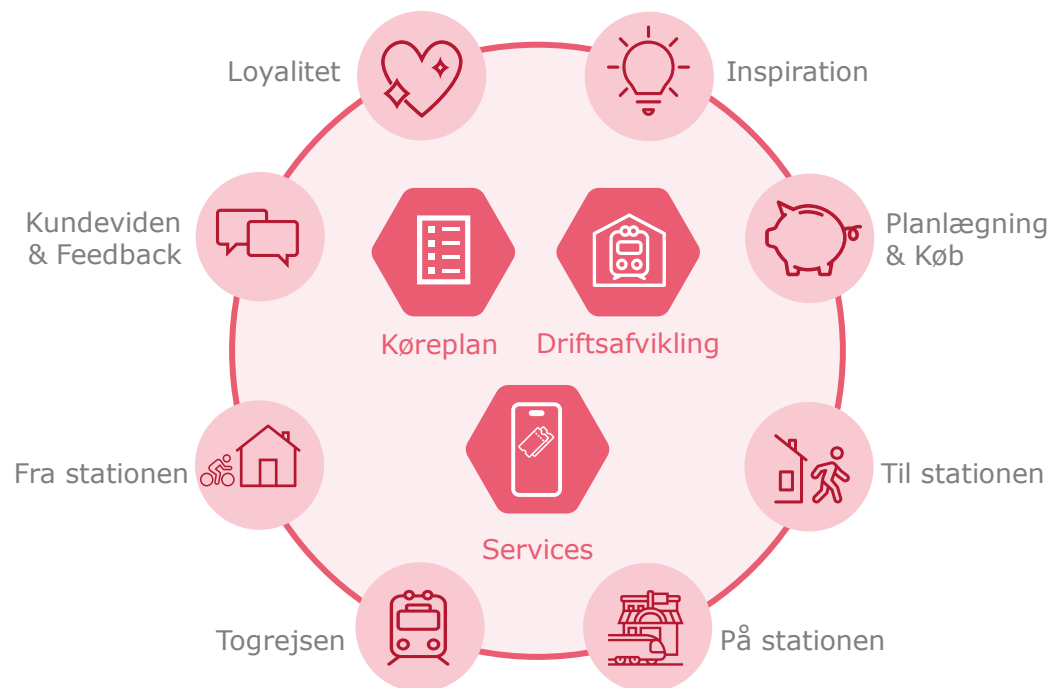 Loyalitet
Inspiration
Kundeviden
& Feedback
Planlægning
& Køb
Køreplan
Driftsafvikling
Fra stationen
Til stationen
Services
Togrejsen
På stationen